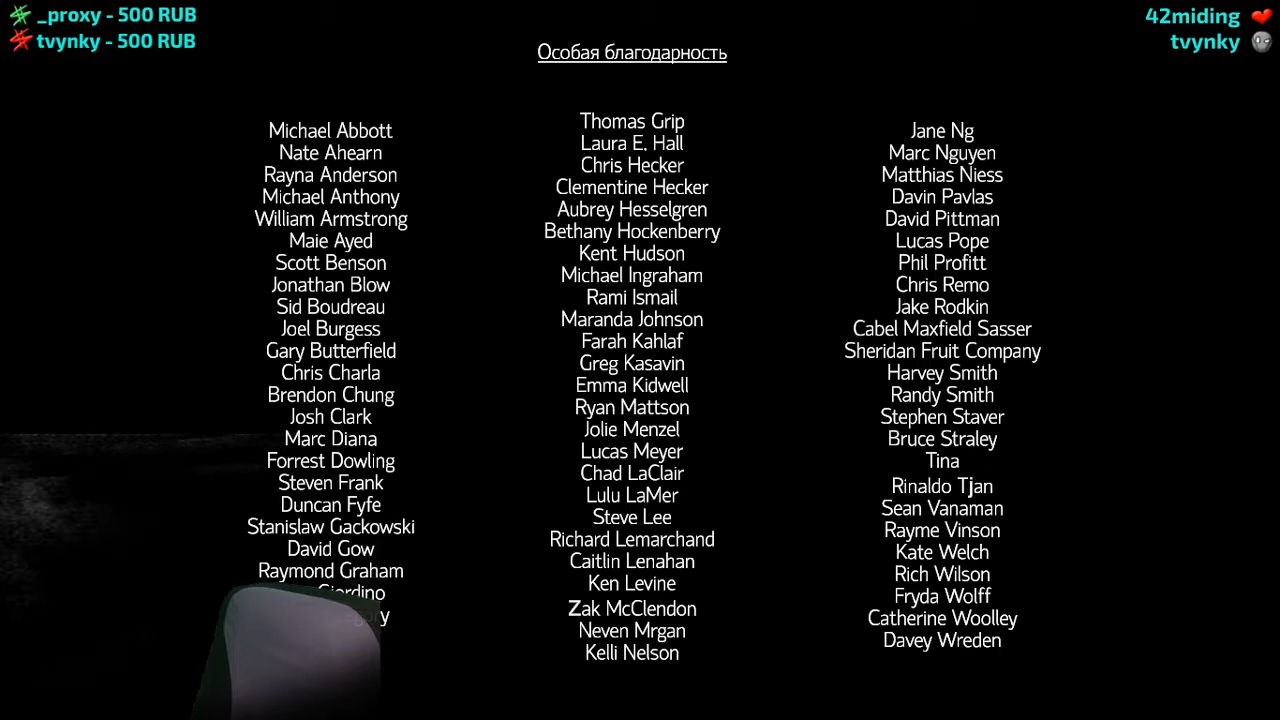 _proxy - 500 RUB
tvynky - 500 RUB
42miding
tvynky
Особая благодарность
Michael Abbott
Nate Ahearn
Rayna Anderson
Michael Anthony
William Armstrong
Maie Ayed
Scott Benson
Jonathan Blow
Sid Boudreau
Joel Burgess
Gary Butterfield
Chris Charla
Brendon Chung
Josh Clark
Marc Diana
Forrest Dowling
Steven Frank
Duncan Fyfe
Stanislaw Gackowski
David Gow
Raymond Graham
Thomas Grip
Laura E. Hall
Chris Hecker
Clementine Hecker
Aubrey Hesselgren
Bethany Hockenberry
Kent Hudson
Michael Ingraham
Rami Ismail
Maranda Johnson
Farah Kahlaf
Greg Kasavin
Emma Kidwell
Ryan Mattson
Jolie Menzel
Lucas Meyer
Chad LaClair
Lulu LaMer
Steve Lee
Richard Lemarchand
Caitlin Lenahan
Ken Levine
Zak McClendon
Neven Mrgan
Kelli Nelson
Jane Ng
Marc Nguyen
Matthias Niess
Davin Pavlas
David Pittman
Lucas Pope
Phil Profitt
Chris Remo
Jake Rodkin
Cabel Maxfield Sasser
Sheridan Fruit Company
Harvey Smith
Randy Smith
Stephen Staver
Bruce Straley
Tina
Rinaldo Tjan
Sean Vanaman
Rayme Vinson
Kate Welch
Rich Wilson
Fryda Wolff
Catherine Woolley
Davey Wreden